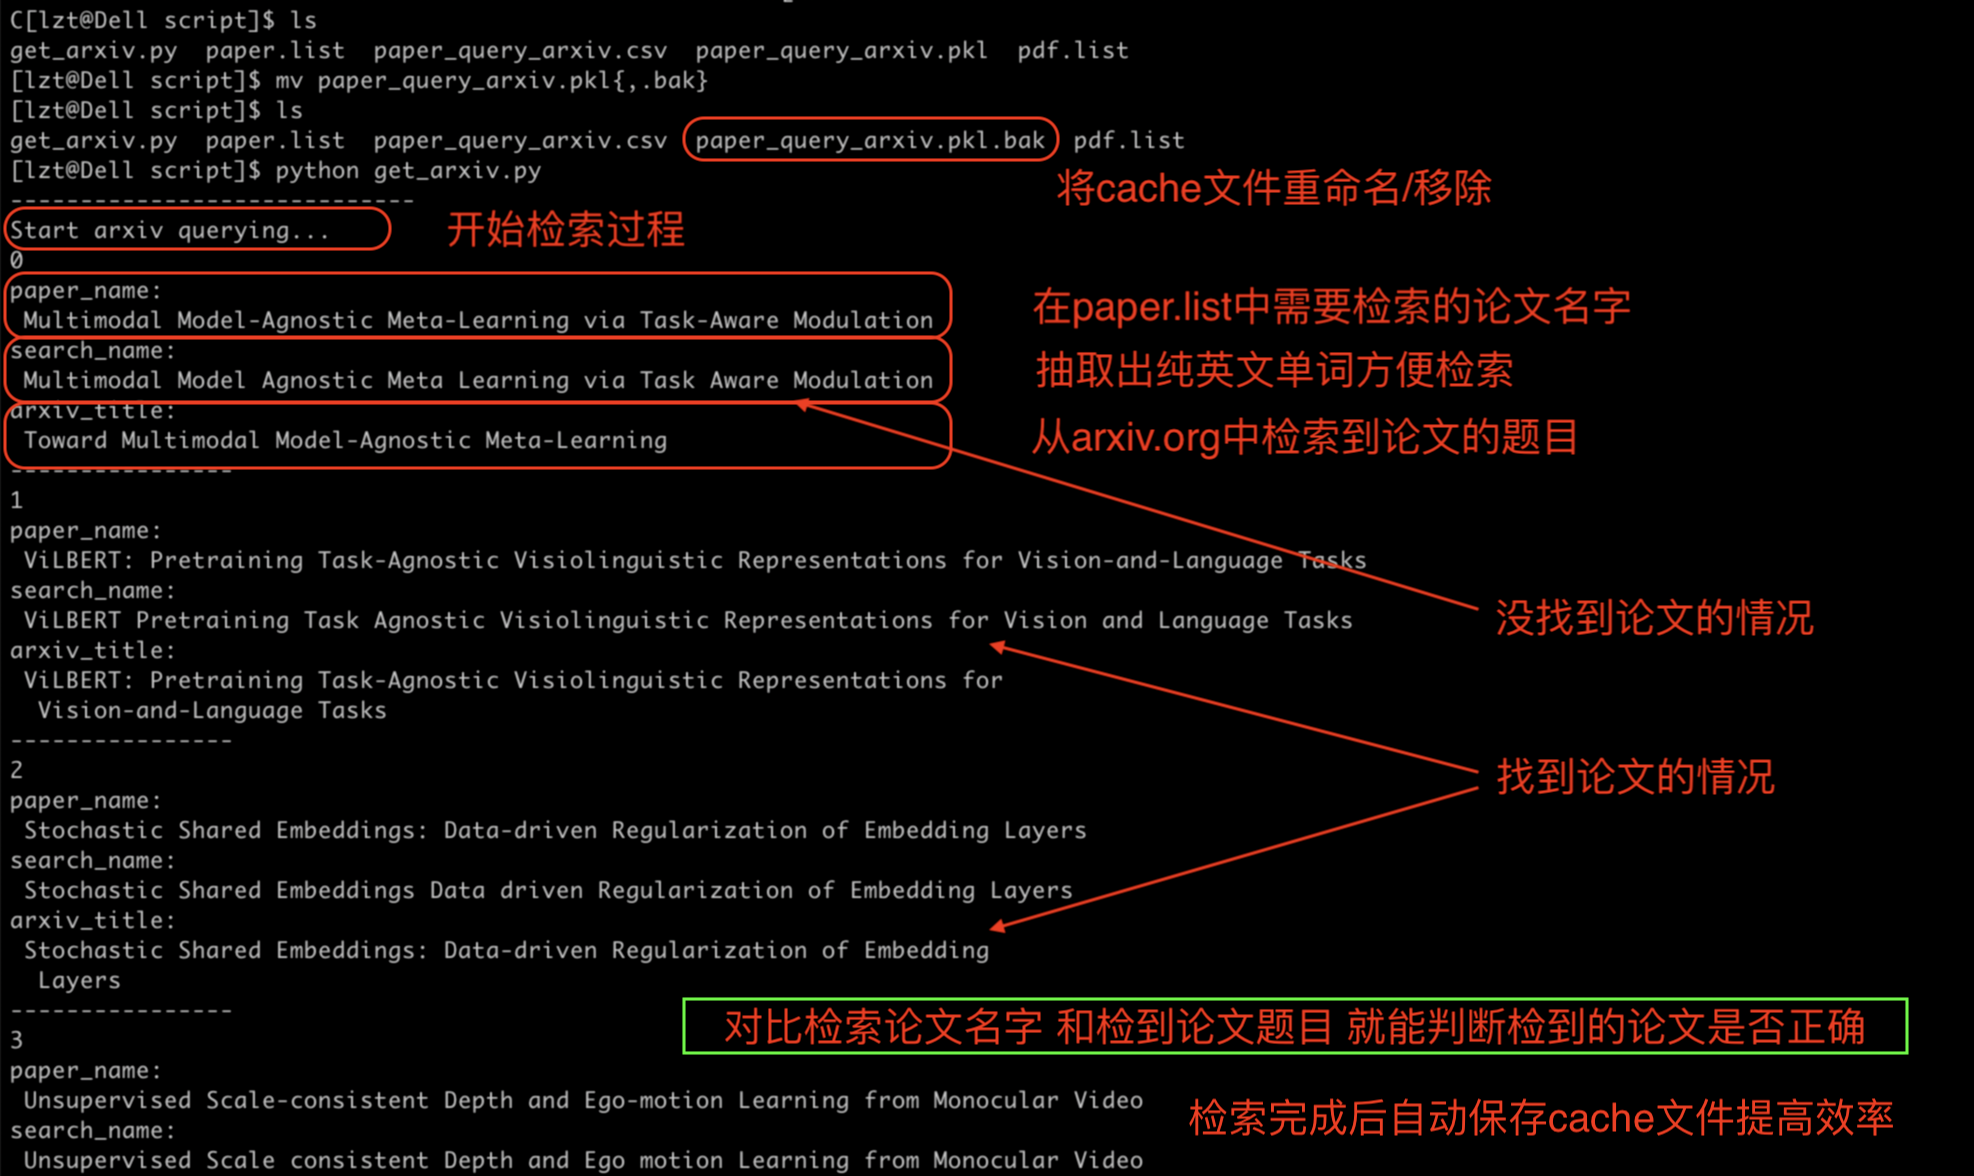 C[lzt@Dell script]$ ls
get_arxiv.py  paper.list  paper_query_arxiv.csv  paper_query_arxiv.pkl  pdf.list
[lzt@Dell script]$ mv paper_query_arxiv.pkl{,.bak}
[lzt@Dell script]$ ls
get_arxiv.py  paper.list  paper_query_arxiv.csv  paper_query_arxiv.pkl.bak  pdf.list
[lzt@Dell script]$ python get_arxiv.py
将cache文件重命名/移除
-----------------------------
Start arxiv querying...
开始检索过程
0
paper_name:
Multimodal Model-Agnostic Meta-Learning via Task-Aware Modulation
在paper.list中需要检索的论文名字
search_name:
Multimodal Model Agnostic Meta Learning via Task Aware Modulation
抽取出纯英文单词方便检索
arxiv_title:
Toward Multimodal Model-Agnostic Meta-Learning
从arxiv.org中检索到论文的题目
----------------
1
paper_name:
ViLBERT: Pretraining Task-Agnostic Visiolinguistic Representations for Vision-and-Language Tasks
search_name:
ViLBERT Pretraining Task Agnostic Visiolinguistic Representations for Vision and Language Tasks
没找到论文的情况
arxiv_title:
ViLBERT: Pretraining Task-Agnostic Visiolinguistic Representations for
Vision-and-Language Tasks
----------------
2
找到论文的情况
paper_name:
Stochastic Shared Embeddings: Data-driven Regularization of Embedding Layers
search_name:
Stochastic Shared Embeddings Data driven Regularization of Embedding Layers
arxiv_title:
Stochastic Shared Embeddings: Data-driven Regularization of Embedding
Layers
----------------
对比检索论文名字 和检到论文题目 就能判断检到的论文是否正确
3
paper_name:
Unsupervised Scale-consistent Depth and Ego-motion Learning from Monocular Video
检索完成后自动保存cache文件提高效率
search_name:
Unsupervised Scale consistent Depth and Ego motion Learning from Monocular Video